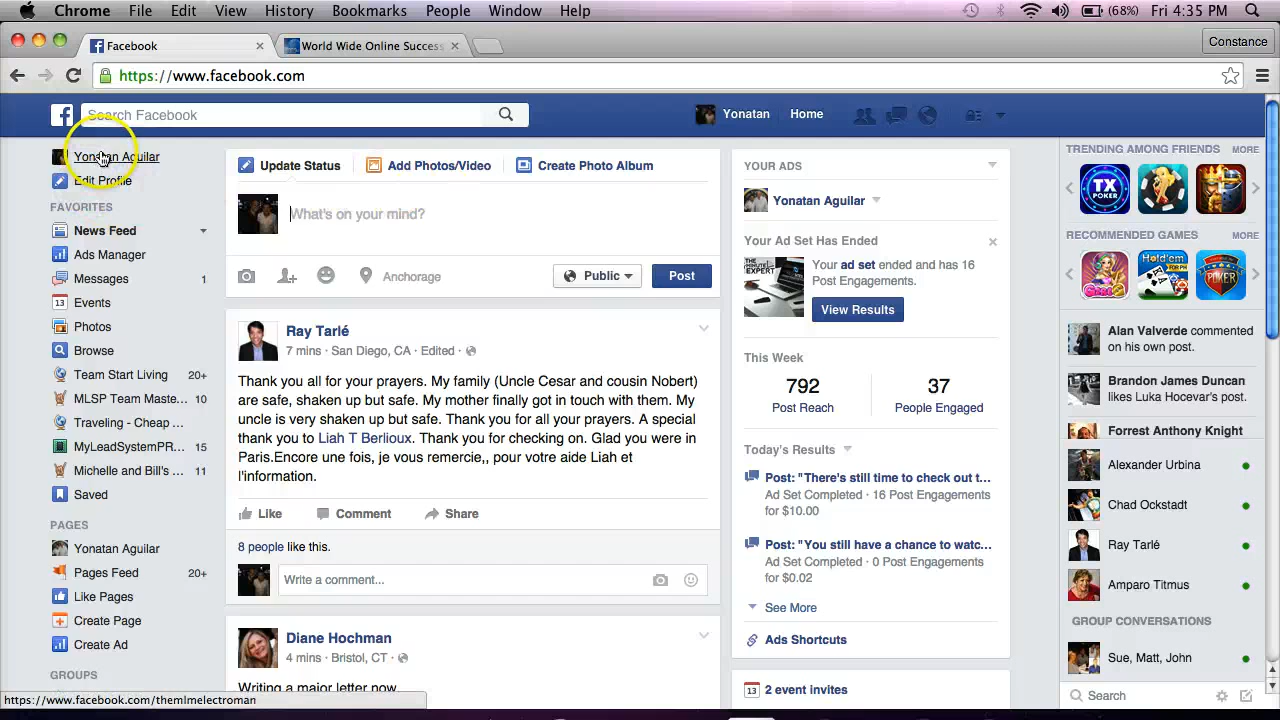 Chrome File Edit View History Bookmarks People Window Help (68%) Fri 4:35 PM
Facebook World Wide Online Success Constance
https://www.facebook.com
Search Facebook Yonatan Home
Yonatan Aguilar
Edit Profile
FAVORITES
News Feed
Ads Manager
Messages 1
13 Events
Photos
Browse
Team Start Living 20+
MLSP Team Maste... 10
Traveling - Cheap ...
MyLeadSystemPR... 15
Michelle and Bill's... 11
Saved
PAGES
Yonatan Aguilar
Pages Feed 20+
Like Pages
Create Page
Create Ad
GROUPS
https://www.facebook.com/themlmelectroman
Update Status Add Photos/Video Create Photo Album
What's on your mind?
Anchorage Public Post
Ray Tarlé
7 mins · San Diego, CA · Edited ·
Thank you all for your prayers. My family (Uncle Cesar and cousin Nobert)
are safe, shaken up but safe. My mother finally got in touch with them. My
uncle is very shaken but safe. Thank you for all your prayers. A special
thank you to Liah T Berlioux. Thank you for checking on. Glad you were in
Paris.Encore une fois, je vous remercie,, pour votre aide Liah et
l'information.
Like Comment Share
8 people like this.
Write a comment...
Diane Hochman
4 mins · Bristol, CT ·
Writing a major letter now
YOUR ADS
Yonatan Aguilar
Your Ad Set Has Ended
Your ad set ended and has 16
Post Engagements.
View Results
This Week
792 37
Post Reach People Engaged
Today's Results
Post: "There's still time to check out t...
Ad Set Completed · 16 Post Engagements
for $10.00
Post: "You still have a chance to watc...
Ad Set Completed · 0 Post Engagements
for $0.02
See More
Ads Shortcuts
13 2 event invites
TRENDING AMONG FRIENDS MORE
TX
POKER
RECOMMENDED GAMES MORE
Hold'em
POKER
Alan Valverde commented
on his own post.
Brandon James Duncan
likes Luka Hocevar's post.
Forrest Anthony Knight
Alexander Urbina
Chad Ockstadt
Ray Tarlé
Amparo Titmus
GROUP CONVERSATIONS
Sue, Matt, John
Search